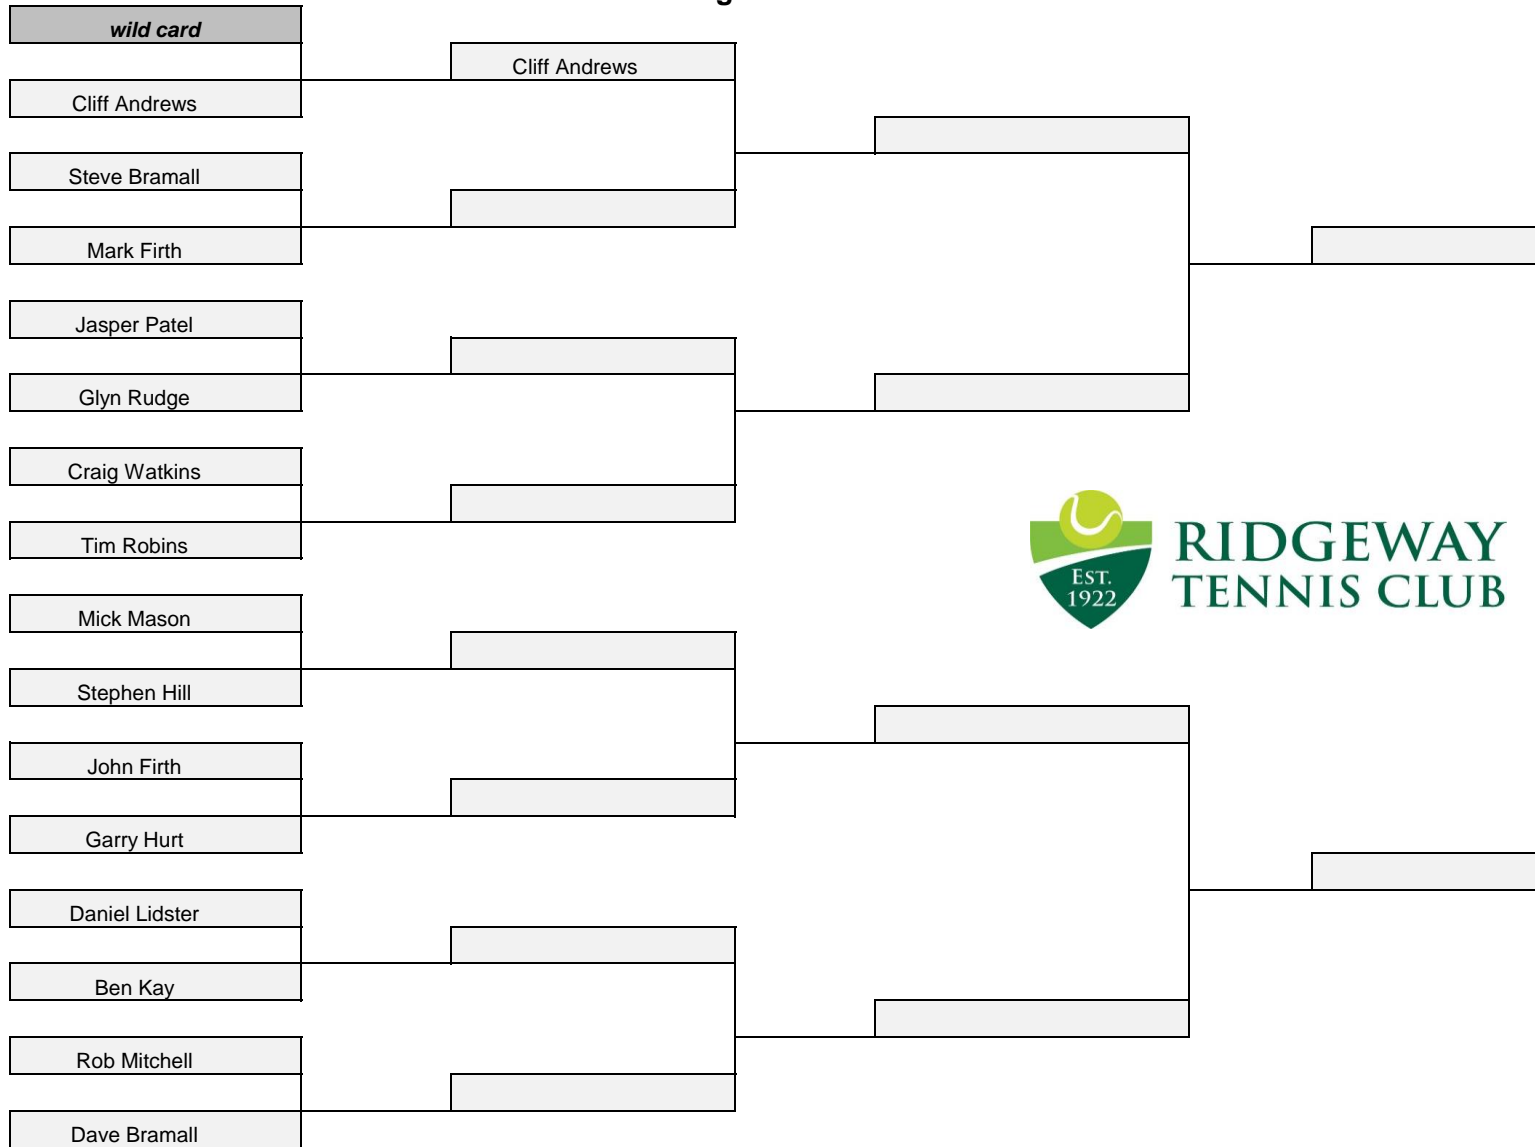 wild card
Cliff Andrews
Cliff Andrews
Steve Bramall
Mark Firth
Jasper Patel
Glyn Rudge
Craig Watkins
Tim Robins
RIDGEWAY
TENNIS CLUB
EST.
1922
Mick Mason
Stephen Hill
John Firth
Garry Hurt
Daniel Lidster
Ben Kay
Rob Mitchell
Dave Bramall